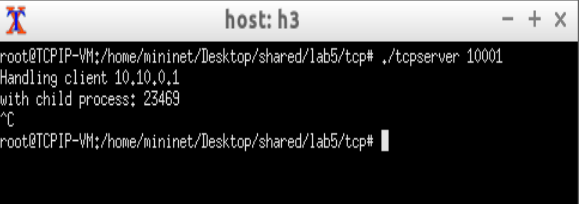 host: h3
root@TCPIP-VM:/home/mininet/Desktop/shared/lab5/tcp# ./tcpserver 10001
Handling client 10.10.0.1
with child process: 23469
^C
root@TCPIP-VM:/home/mininet/Desktop/shared/lab5/tcp#